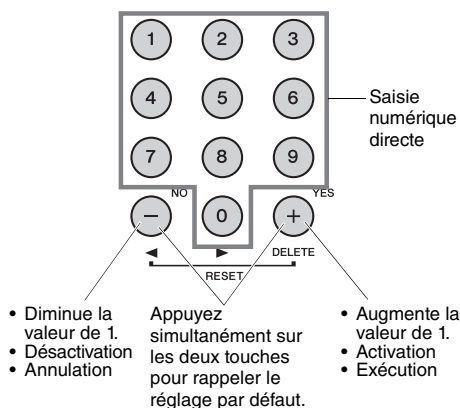 1 2 3
4 5 6
Saisie
numérique
directe
7 8 9
NO
YES
− 0 +
◄ ► DELETE
RESET
• Diminue la
valeur de 1.
• Désactivation
• Annulation
Appuyez
simultanément sur
les deux touches
pour rappeler le
réglage par défaut.
• Augmente la
valeur de 1.
• Activation
• Exécution